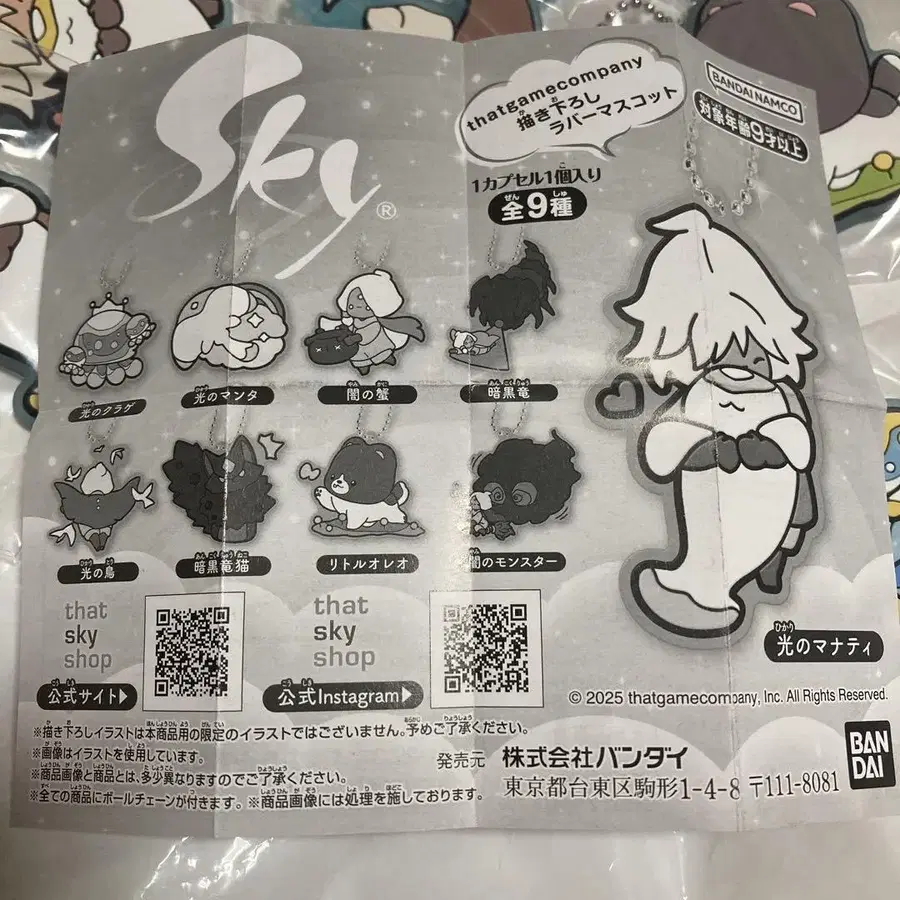 Sky®
thatgamecompany
描き下ろし
ラバーマスコット
BANDAI NAMCO
対象年齢9才以上
1カプセル1個入り
全9種
光のクラゲ
光のマンタ
闇の蟹
暗黒竜
光の鳥
暗黒竜猫
リトルオレオ
闇のモンスター
光のマナティ
that
sky
shop
公式サイト▶
that
sky
shop
公式Instagram▶
© 2025 thatgamecompany, Inc. All Rights Reserved.
※描き下ろしイラストは本商品用の限定のイラストではございません。予めご了承ください。
※画像はイラストを使用しています。
※商品画像と商品とは、多少異なりますのでご了承ください。
※全ての商品にボールチェーンが付きます。※商品画像には処理を施しております。
発売元 株式会社バンダイ
東京都台東区駒形1-4-8 〒111-8081
BAN
DAI